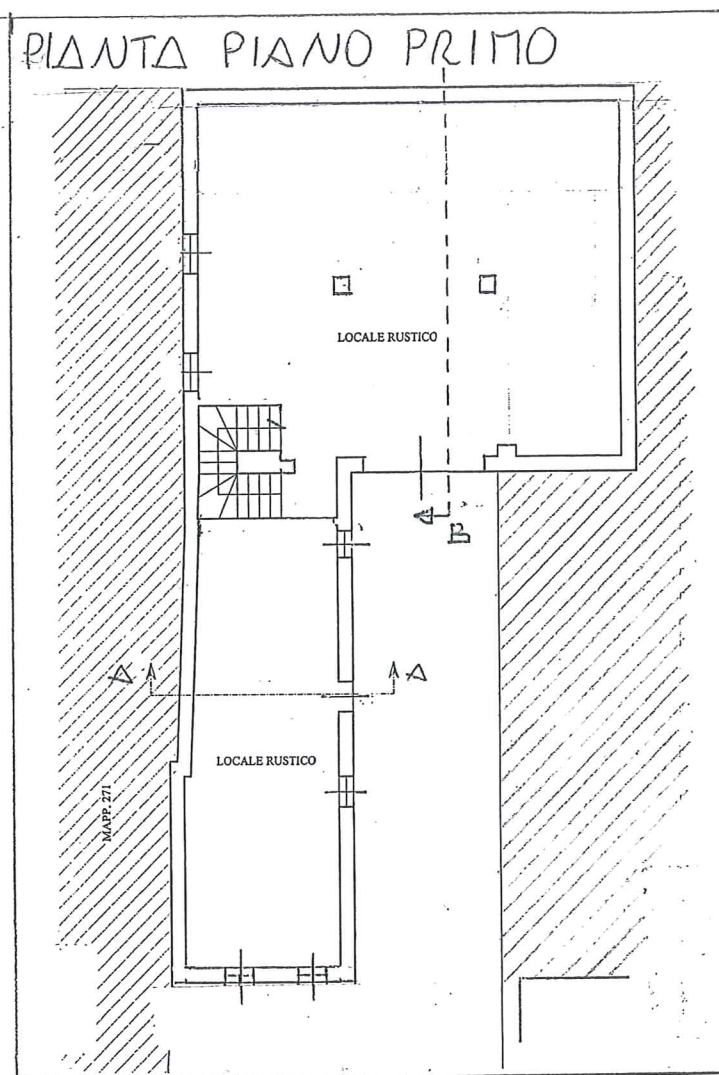 PIANTA PIANO PRIMO
LOCALE RUSTICO
B
A A
LOCALE RUSTICO
MAPP. 271